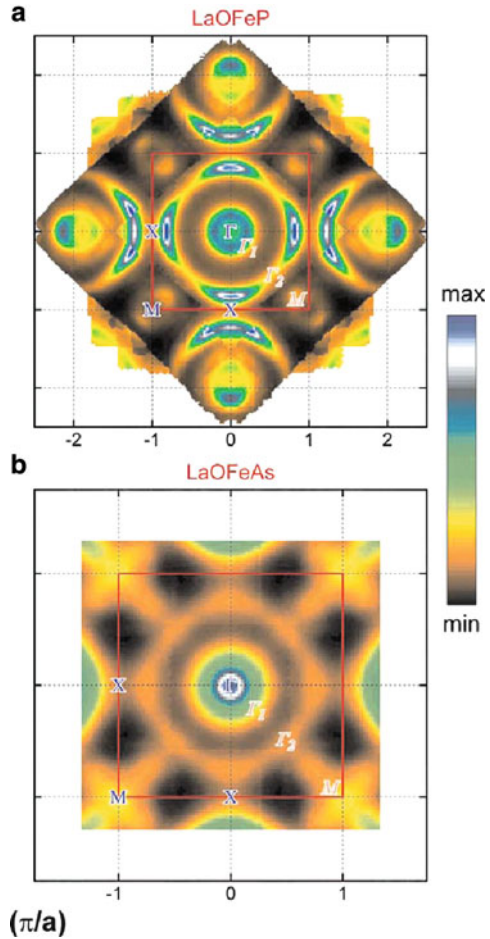 a
LaOFeP
Γ
Γ1
X
Γ2
M
M
X
max
-2 -1 0 1 2
b
LaOFeAs
min
Γ
X
Γ1
Γ2
M
M
X
-1 0 1
(π/a)